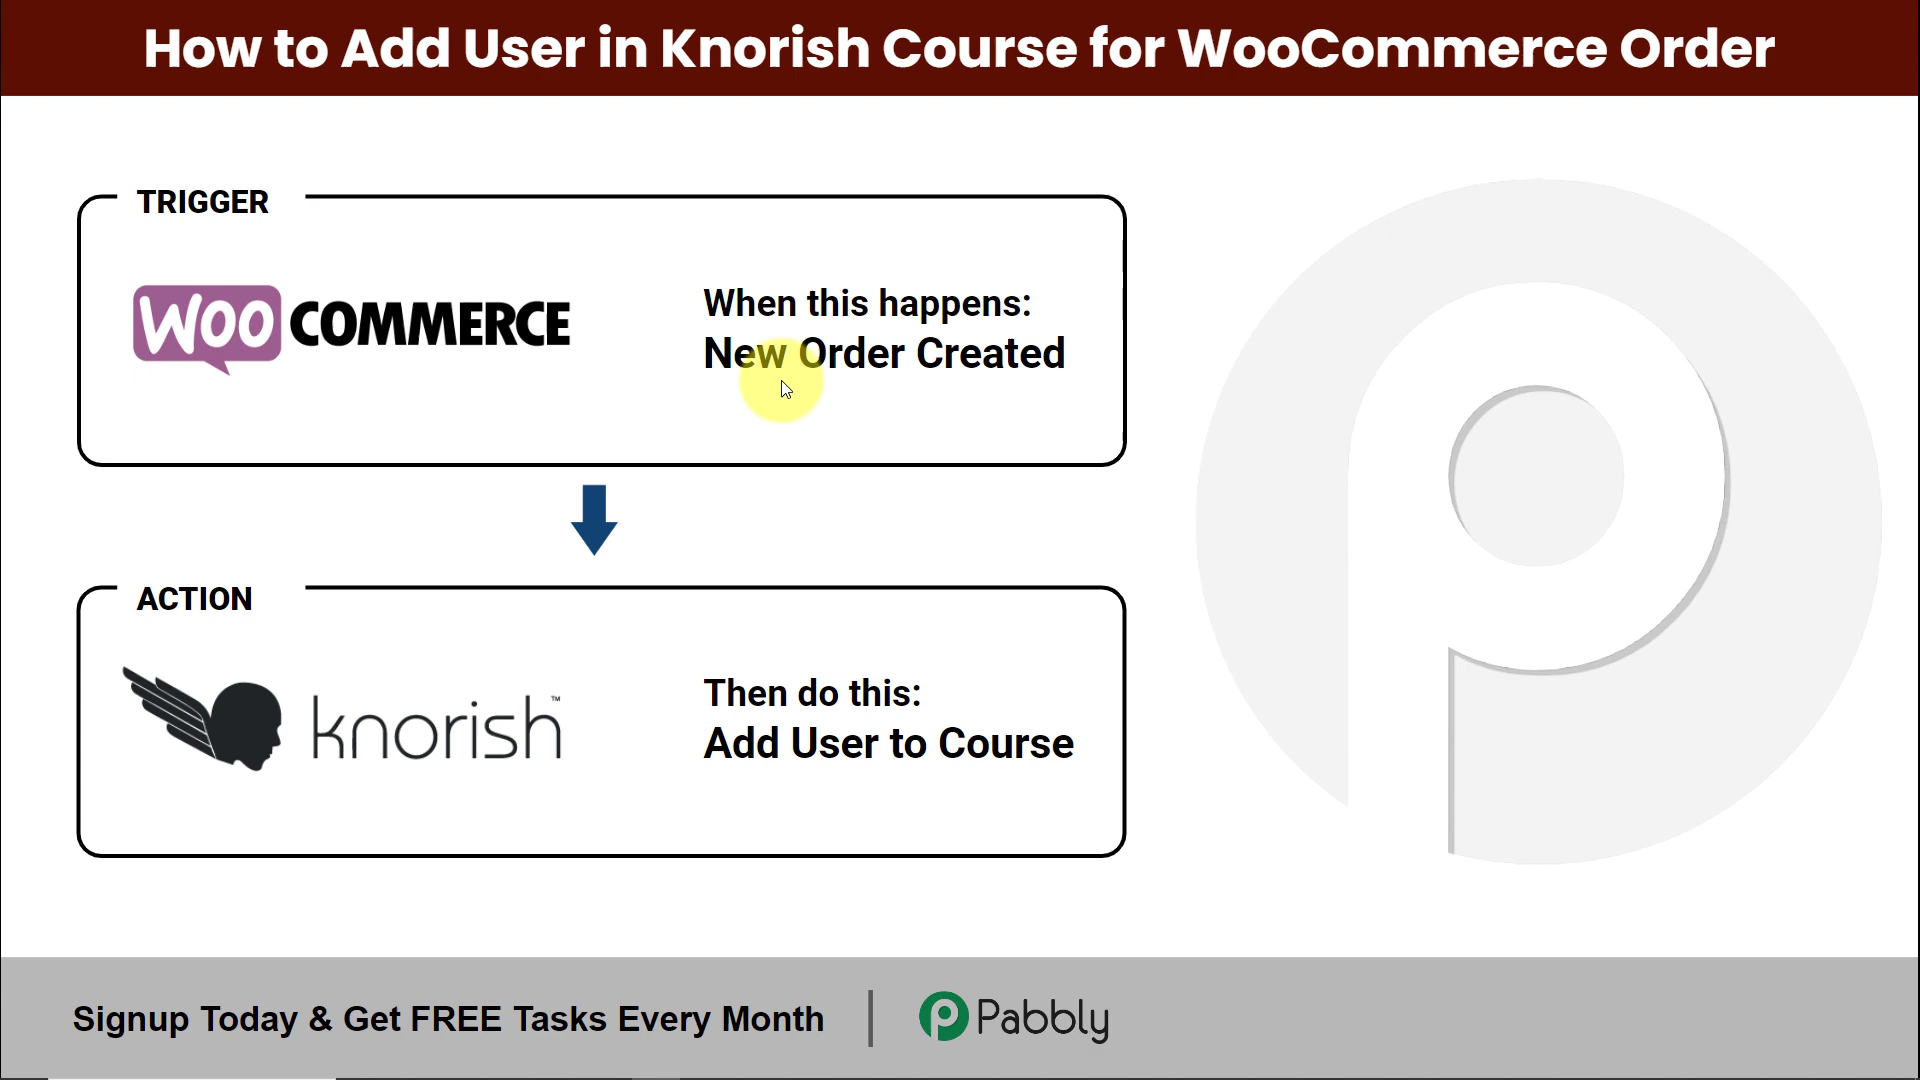 How to Add User in Knorish Course for WooCommerce Order
TRIGGER
WOO COMMERCE
When this happens:
New Order Created
ACTION
knorish™
Then do this:
Add User to Course
Signup Today & Get FREE Tasks Every Month
Pabbly